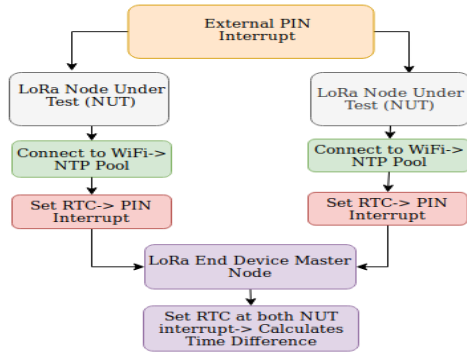 External PIN
Interrupt
LoRa Node Under
Test (NUT)
LoRa Node Under
Test (NUT)
Connect to WiFi->
NTP Pool
Connect to WiFi->
NTP Pool
Set RTC-> PIN
Interrupt
Set RTC-> PIN
Interrupt
LoRa End Device Master
Node
Set RTC at both NUT
interrupt-> Calculates
Time Difference